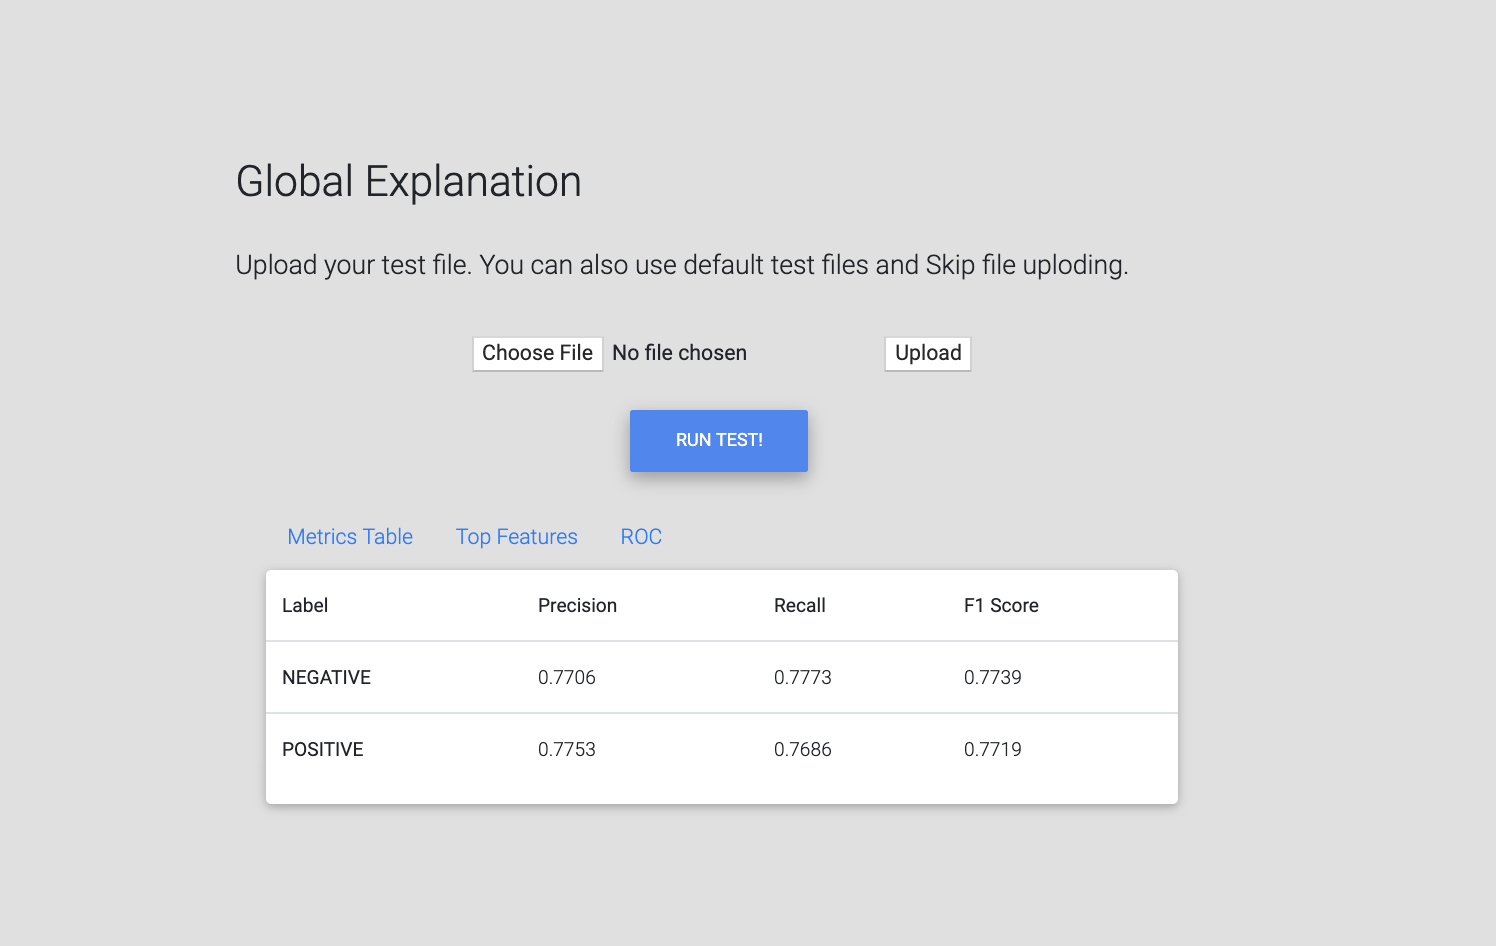 Global Explanation
Upload your test file. You can also use default test files and Skip file uploding.
Choose File No file chosen Upload
RUN TEST!
Metrics Table Top Features ROC
Label Precision Recall F1 Score
NEGATIVE 0.7706 0.7773 0.7739
POSITIVE 0.7753 0.7686 0.7719